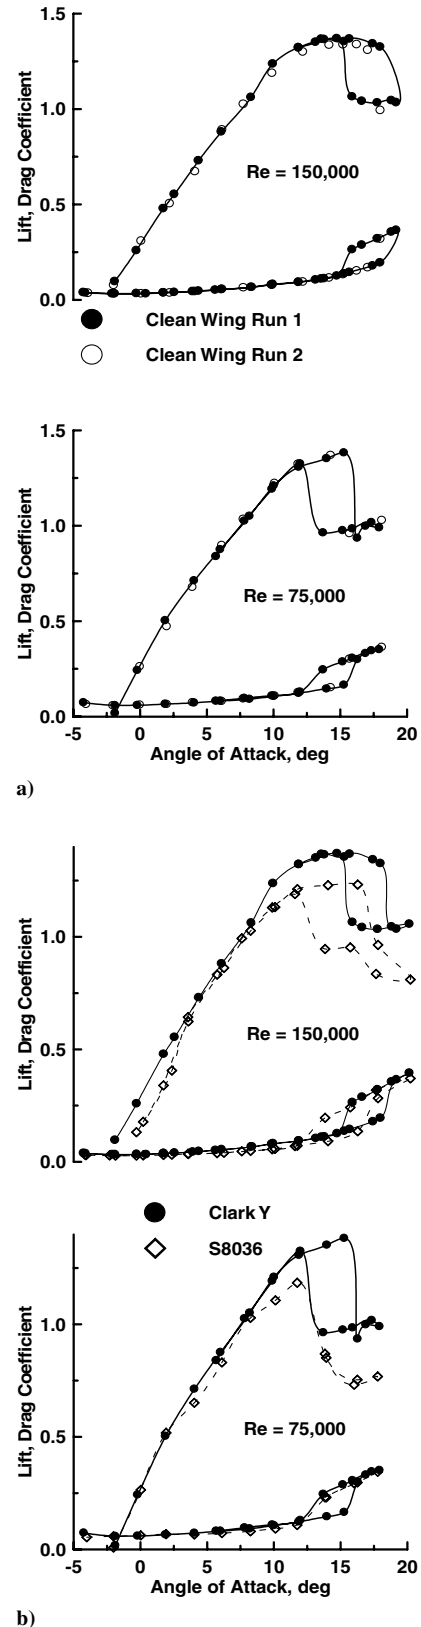 1.5
1.0
0.5
0.0
Lift, Drag Coefficient
Re = 150,000
Clean Wing Run 1
Clean Wing Run 2
1.5
1.0
0.5
0.0
Lift, Drag Coefficient
Re = 75,000
-5 0 5 10 15 20
Angle of Attack, deg
a)
1.0
0.5
0.0
Lift, Drag Coefficient
Re = 150,000
Clark Y
S8036
1.0
0.5
0.0
Lift, Drag Coefficient
Re = 75,000
-5 0 5 10 15 20
Angle of Attack, deg
b)